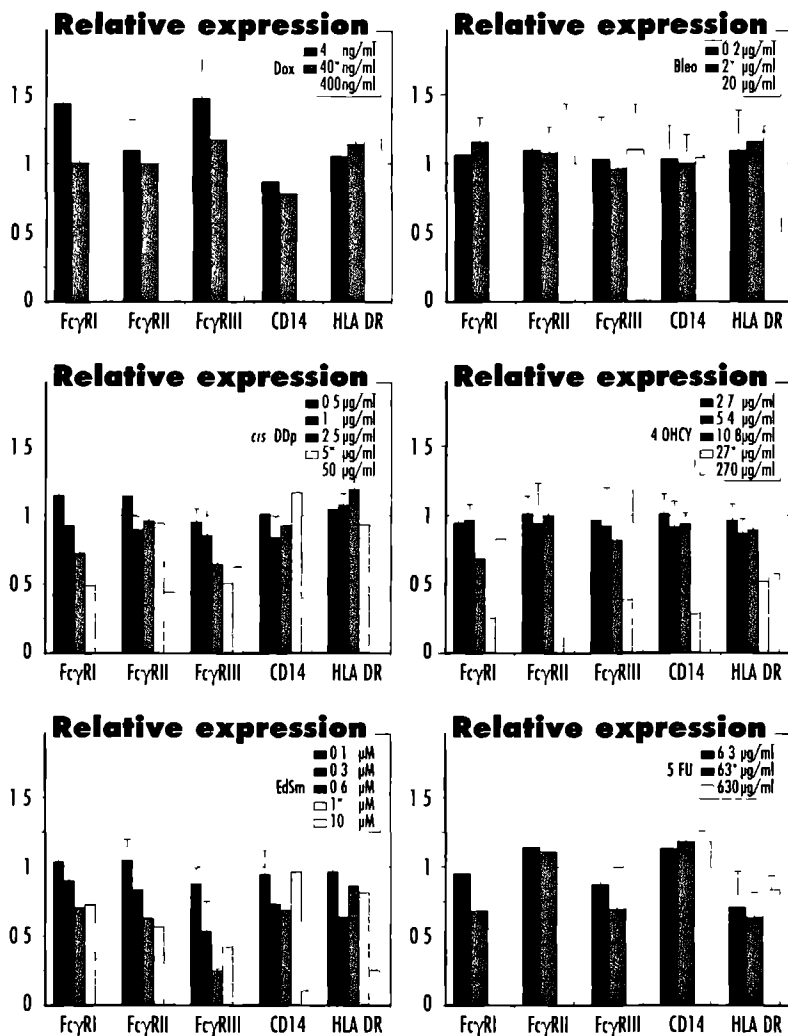 Relative expression
4 ng/ml
Dox 40* ng/ml
400ng/ml
1 5
1
0 5
0
FcγRI FcγRII FcγRIII CD14 HLA DR
Relative expression
0 2 µg/ml
Bleo 2* µg/ml
20 µg/ml
1 5
1
0 5
0
FcγRI FcγRII FcγRIII CD14 HLA DR
Relative expression
0 5 µg/ml
1 µg/ml
cis DDp 2 5 µg/ml
5* µg/ml
50 µg/ml
1 5
1
0 5
0
FcγRI FcγRII FcγRIII CD14 HLA DR
Relative expression
2 7 µg/ml
5 4 µg/ml
4 OHCY 10 8 µg/ml
27* µg/ml
270 µg/ml
1 5
1
0 5
0
FcγRI FcγRII FcγRIII CD14 HLA DR
Relative expression
0 1 µM
0 3 µM
EdSm 0 6 µM
1* µM
10 µM
1 5
1
0 5
0
FcγRI FcγRII FcγRIII CD14 HLA DR
Relative expression
6 3 µg/ml
5 FU 63* µg/ml
630 µg/ml
1 5
1
0 5
0
FcγRI FcγRII FcγRIII CD14 HLA DR